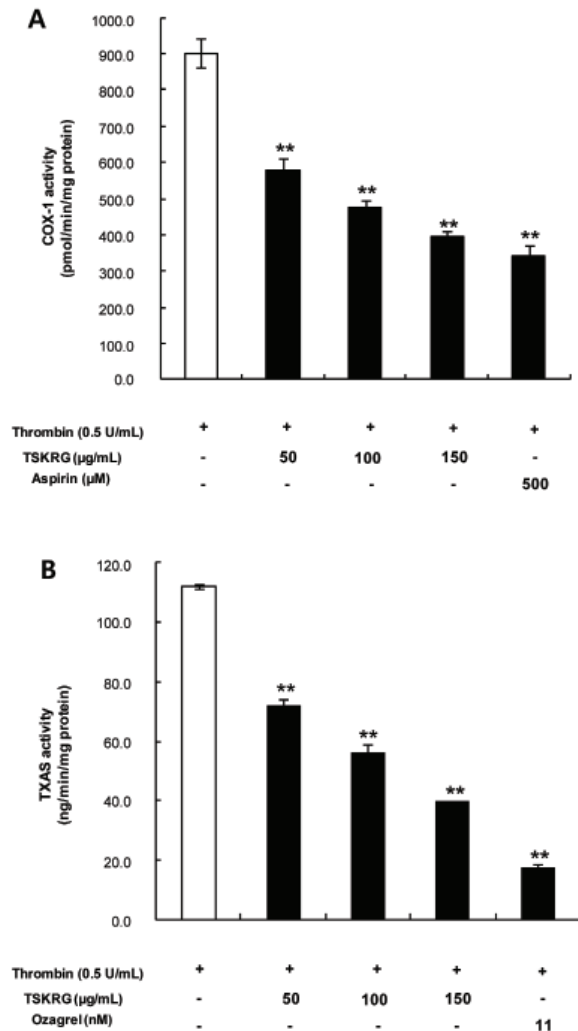 A
1000.0
900.0
800.0
700.0
600.0
500.0
400.0
300.0
200.0
100.0
0.0
COX-1 activity
(pmol/min/mg protein)
** ** ** **
Thrombin (0.5 U/mL) + + + + +
TSKRG (µg/mL) - 50 100 150 -
Aspirin (µM) - - - - 500
B
120.0
100.0
80.0
60.0
40.0
20.0
0.0
TXAS activity
(ng/min/mg protein)
** ** ** **
Thrombin (0.5 U/mL) + + + + +
TSKRG (µg/mL) - 50 100 150 -
Ozagrel (nM) - - - - 11